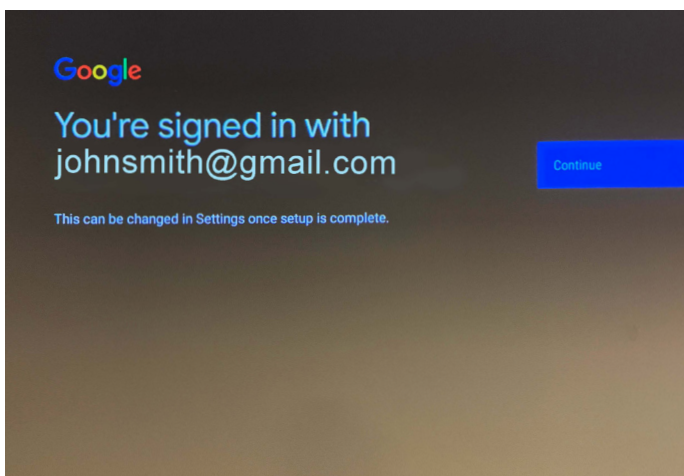 Google
You're signed in with
johnsmith@gmail.com
Continue
This can be changed in Settings once setup is complete.